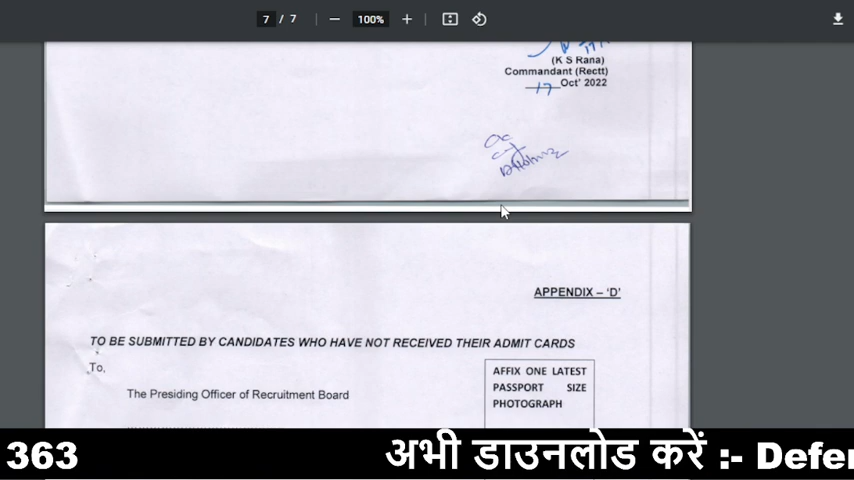 7 / 7
100%
(K S Rana)
Commandant (Rectt)
17 Oct' 2022
APPENDIX – 'D'
TO BE SUBMITTED BY CANDIDATES WHO HAVE NOT RECEIVED THEIR ADMIT CARDS
To,
AFFIX ONE LATEST
PASSPORT SIZE
PHOTOGRAPH
The Presiding Officer of Recruitment Board
363 अभी डाउनलोड करें :- Defer